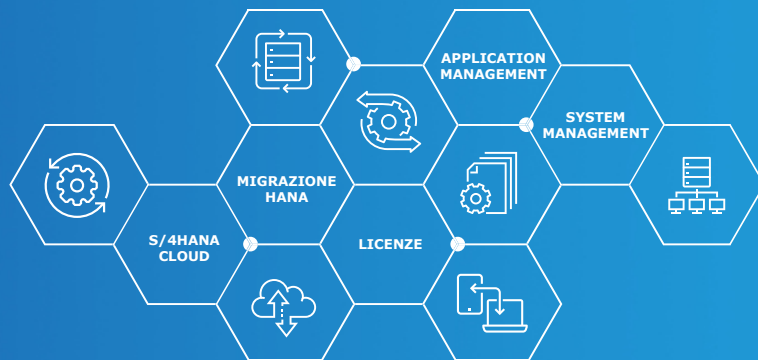 APPLICATION
MANAGEMENT
SYSTEM
MANAGEMENT
MIGRAZIONE
HANA
S/4HANA
CLOUD
LICENZE